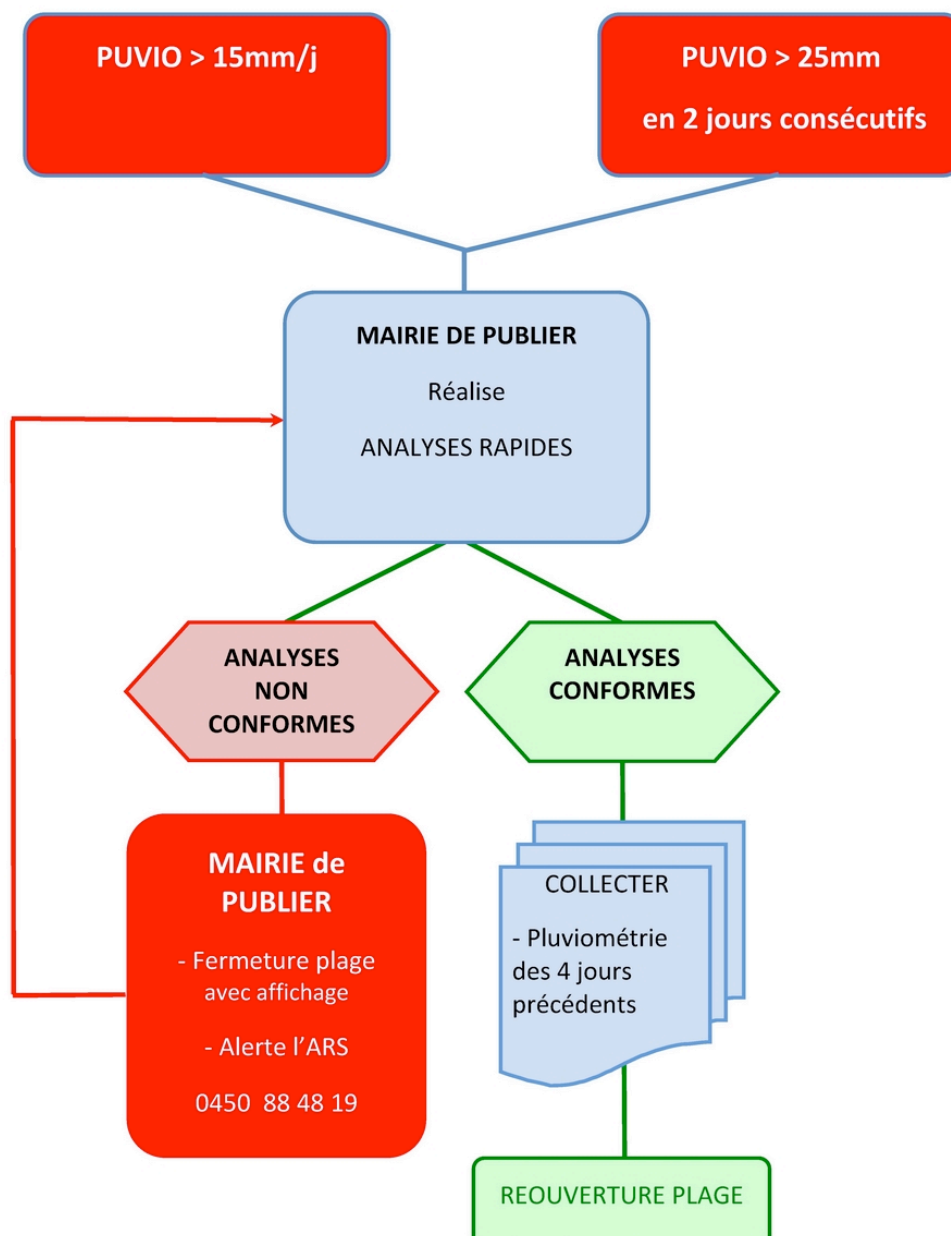 PUVIO > 15mm/j
PUVIO > 25mm
en 2 jours consécutifs
MAIRIE DE PUBLIER
Réalise
ANALYSES RAPIDES
ANALYSES
NON
CONFORMES
ANALYSES
CONFORMES
MAIRIE de
PUBLIER
- Fermeture plage
avec affichage
- Alerte l'ARS
0450  88 48 19
COLLECTER
- Pluviométrie
des 4 jours
précédents
REOUVERTURE PLAGE